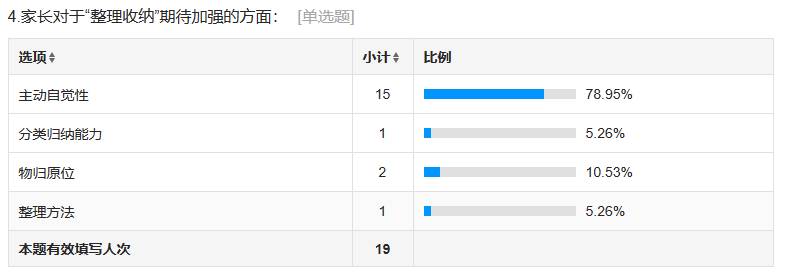 4.家长对于“整理收纳”期待加强的方面： [单选题]
选项 小计 比例
主动自觉性 15 78.95%
分类归纳能力 1 5.26%
物归原位 2 10.53%
整理方法 1 5.26%
本题有效填写人次 19